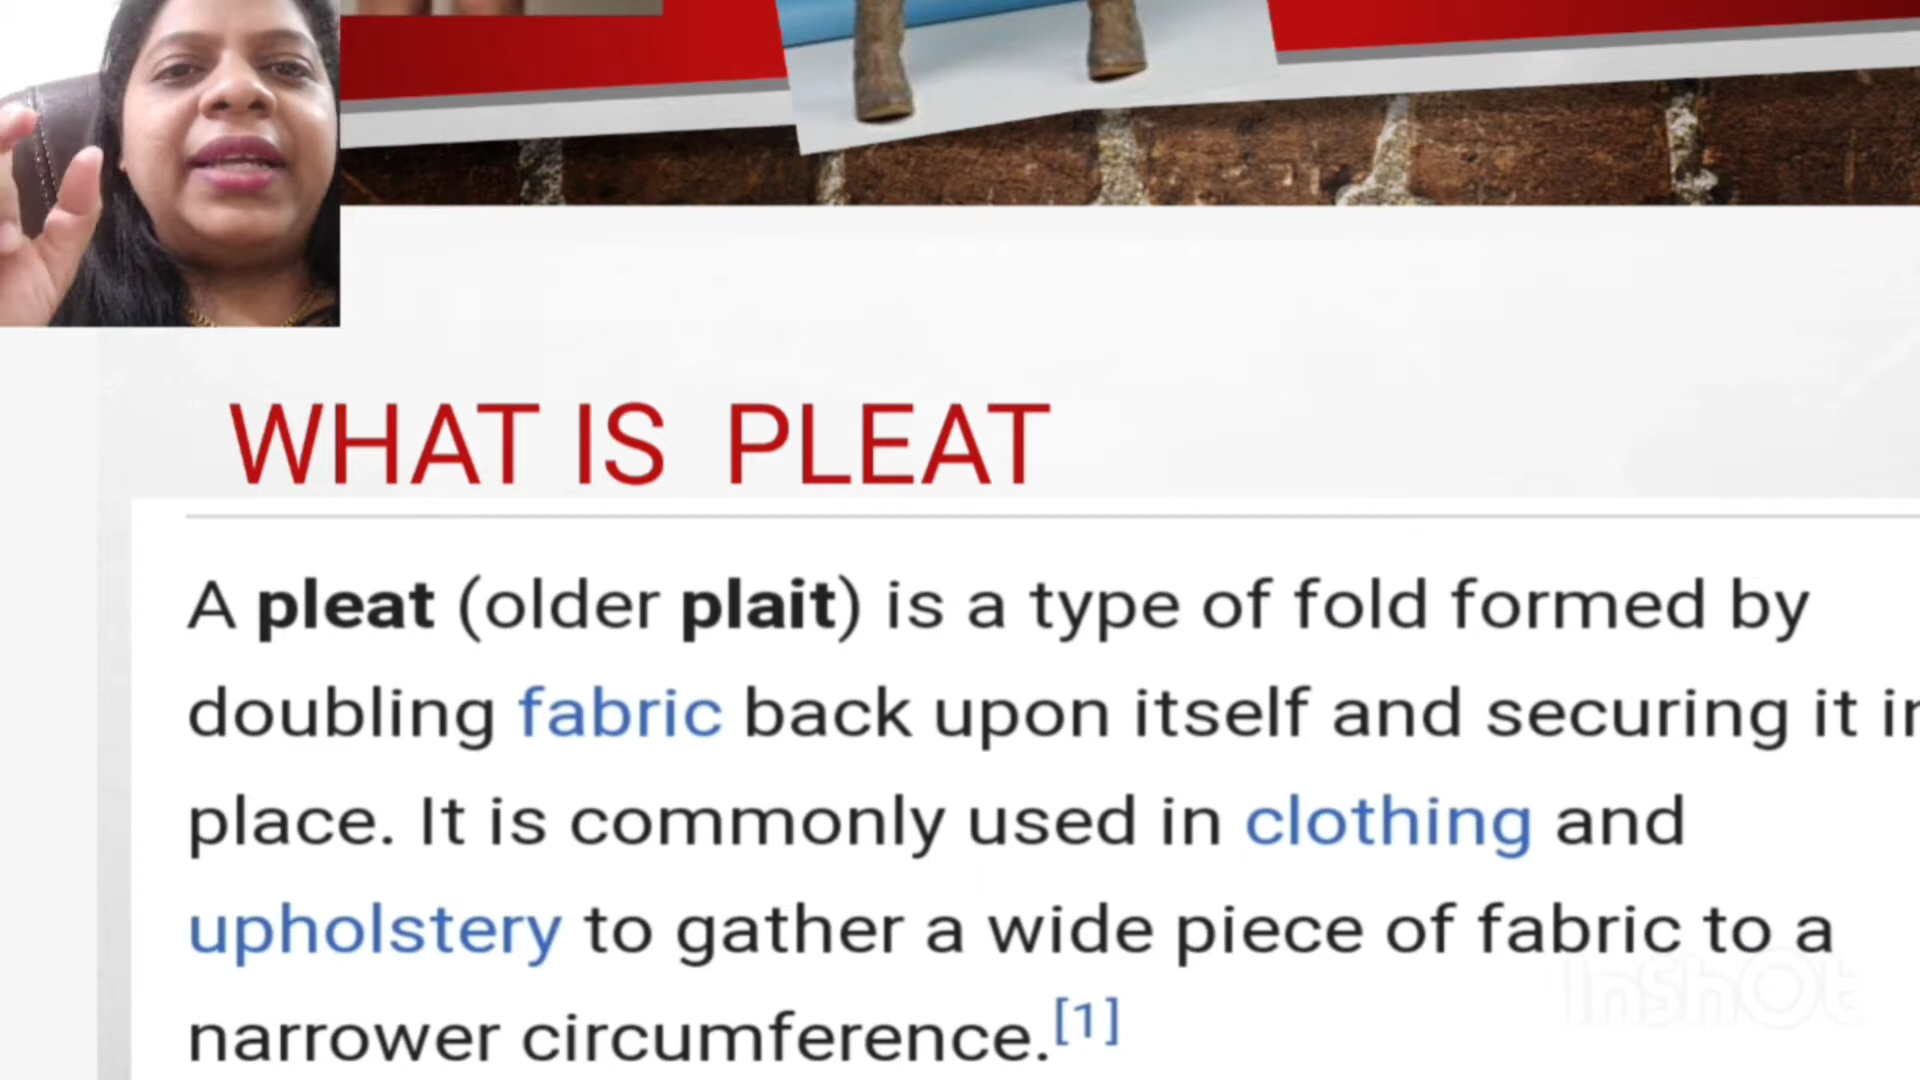 WHAT IS PLEAT
A pleat (older plait) is a type of fold formed by
doubling fabric back upon itself and securing it in
place. It is commonly used in clothing and
upholstery to gather a wide piece of fabric to a
narrower circumference.[1]
InShOt